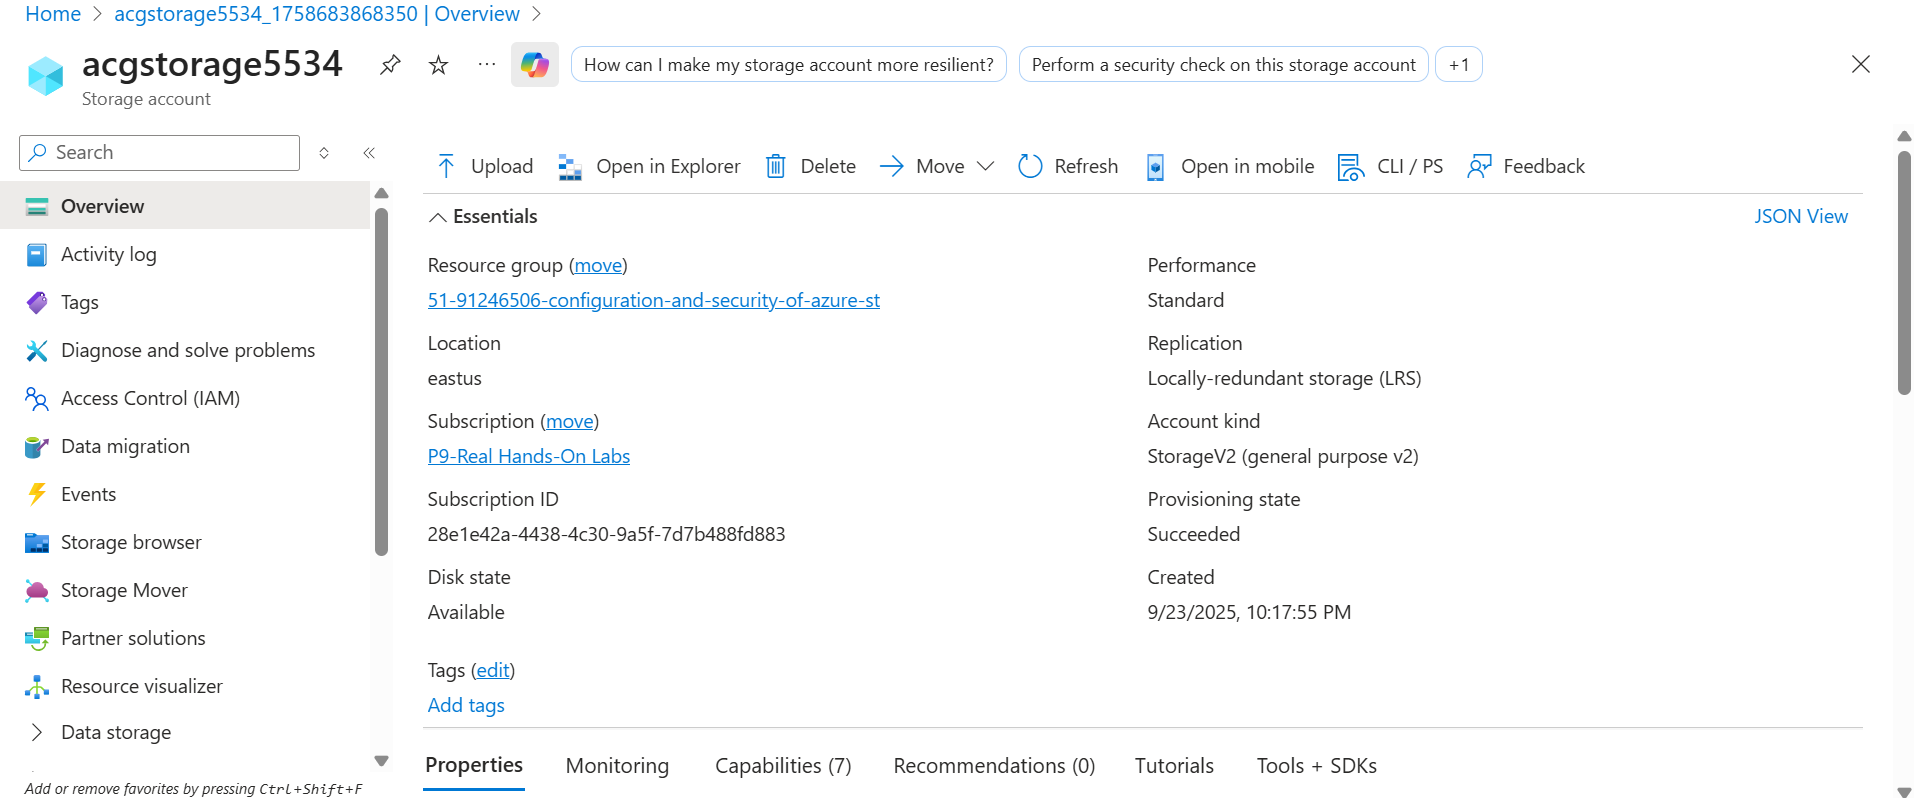 Home > acgstorage5534_1758683868350 | Overview >
acgstorage5534
Storage account
...
How can I make my storage account more resilient?
Perform a security check on this storage account
+1
Search
Overview
Activity log
Tags
Diagnose and solve problems
Access Control (IAM)
Data migration
Events
Storage browser
Storage Mover
Partner solutions
Resource visualizer
Data storage
Add or remove favorites by pressing Ctrl+Shift+F
Upload Open in Explorer Delete Move Refresh Open in mobile CLI / PS Feedback
Essentials
JSON View
Resource group (move)
51-91246506-configuration-and-security-of-azure-st
Location
eastus
Subscription (move)
P9-Real Hands-On Labs
Subscription ID
28e1e42a-4438-4c30-9a5f-7d7b488fd883
Disk state
Available
Performance
Standard
Replication
Locally-redundant storage (LRS)
Account kind
StorageV2 (general purpose v2)
Provisioning state
Succeeded
Created
9/23/2025, 10:17:55 PM
Tags (edit)
Add tags
Properties Monitoring Capabilities (7) Recommendations (0) Tutorials Tools + SDKs